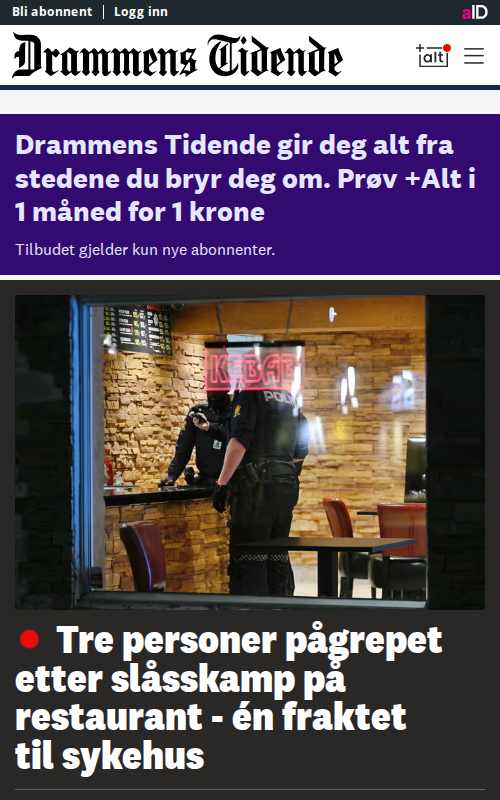 Bli abonnent | Logg inn
aID
Drammens Tidende
+alt
Drammens Tidende gir deg alt fra
stedene du bryr deg om. Prøv +Alt i
1 måned for 1 krone
Tilbudet gjelder kun nye abonnenter.
KEBAB
Tre personer pågrepet
etter slåsskamp på
restaurant - én fraktet
til sykehus